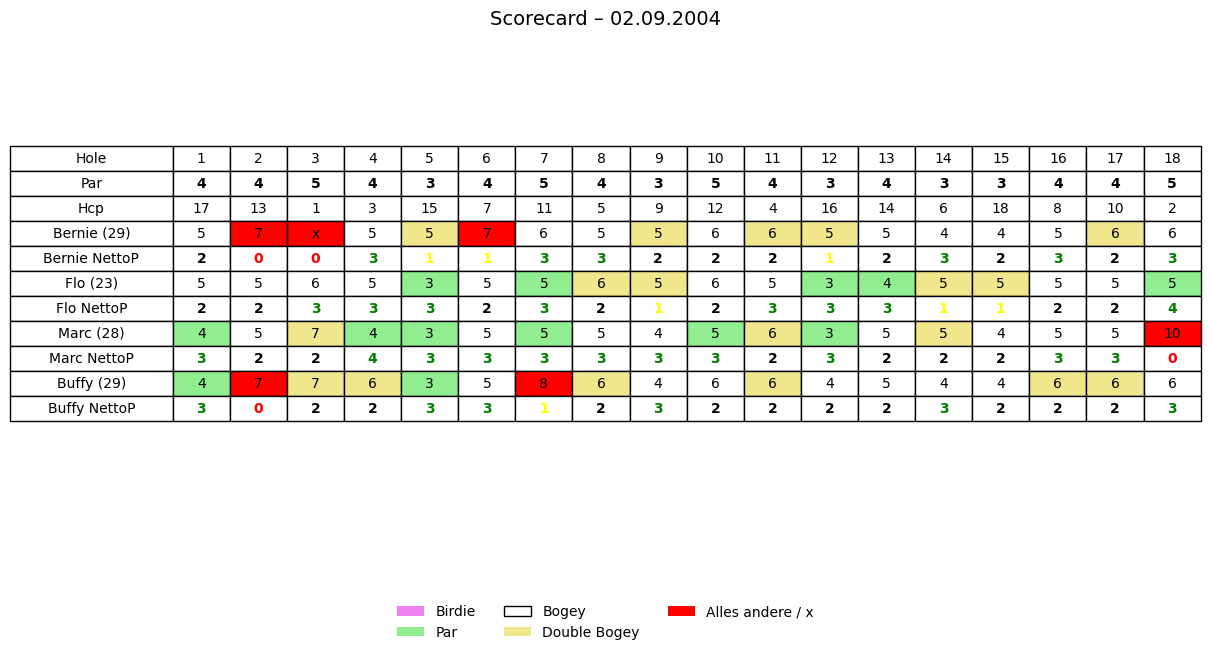 Scorecard – 02.09.2004
Hole 1 2 3 4 5 6 7 8 9 10 11 12 13 14 15 16 17 18
Par 4 4 5 4 3 4 5 4 3 5 4 3 4 3 3 4 4 5
Hcp 17 13 1 3 15 7 11 5 9 12 4 16 14 6 18 8 10 2
Bernie (29) 5 7 x 5 5 7 6 5 5 6 6 5 5 4 4 5 6 6
Bernie NettoP 2 0 0 3 1 1 3 3 2 2 2 1 2 3 2 3 2 3
Flo (23) 5 5 6 5 3 5 5 6 5 6 5 3 4 5 5 5 5 5
Flo NettoP 2 2 3 3 3 2 3 2 1 2 3 3 3 1 1 2 2 4
Marc (28) 4 5 7 4 3 5 5 5 4 5 6 3 5 5 4 5 5 10
Marc NettoP 3 2 2 4 3 3 3 3 3 3 2 3 2 2 2 3 3 0
Buffy (29) 4 7 7 6 3 5 8 6 4 6 6 4 5 4 4 6 6 6
Buffy NettoP 3 0 2 2 3 3 1 2 3 2 2 2 2 3 2 2 2 3
Birdie Bogey Alles andere / x
Par Double Bogey